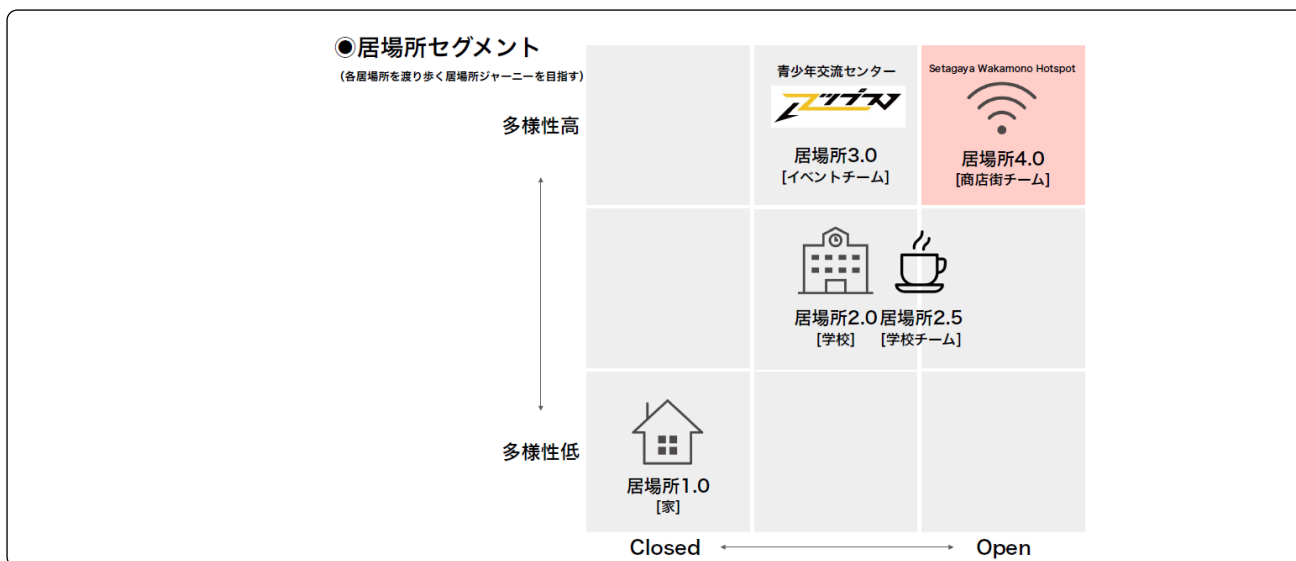 ◉居場所セグメント
(各居場所を渡り歩く居場所ジャーニーを目指す)
多様性高
青少年交流センター
アップス
居場所3.0
[イベントチーム]
Setagaya Wakamono Hotspot
居場所4.0
[商店街チーム]
居場所2.0
[学校]
居場所2.5
[学校チーム]
多様性低
居場所1.0
[家]
Closed
Open